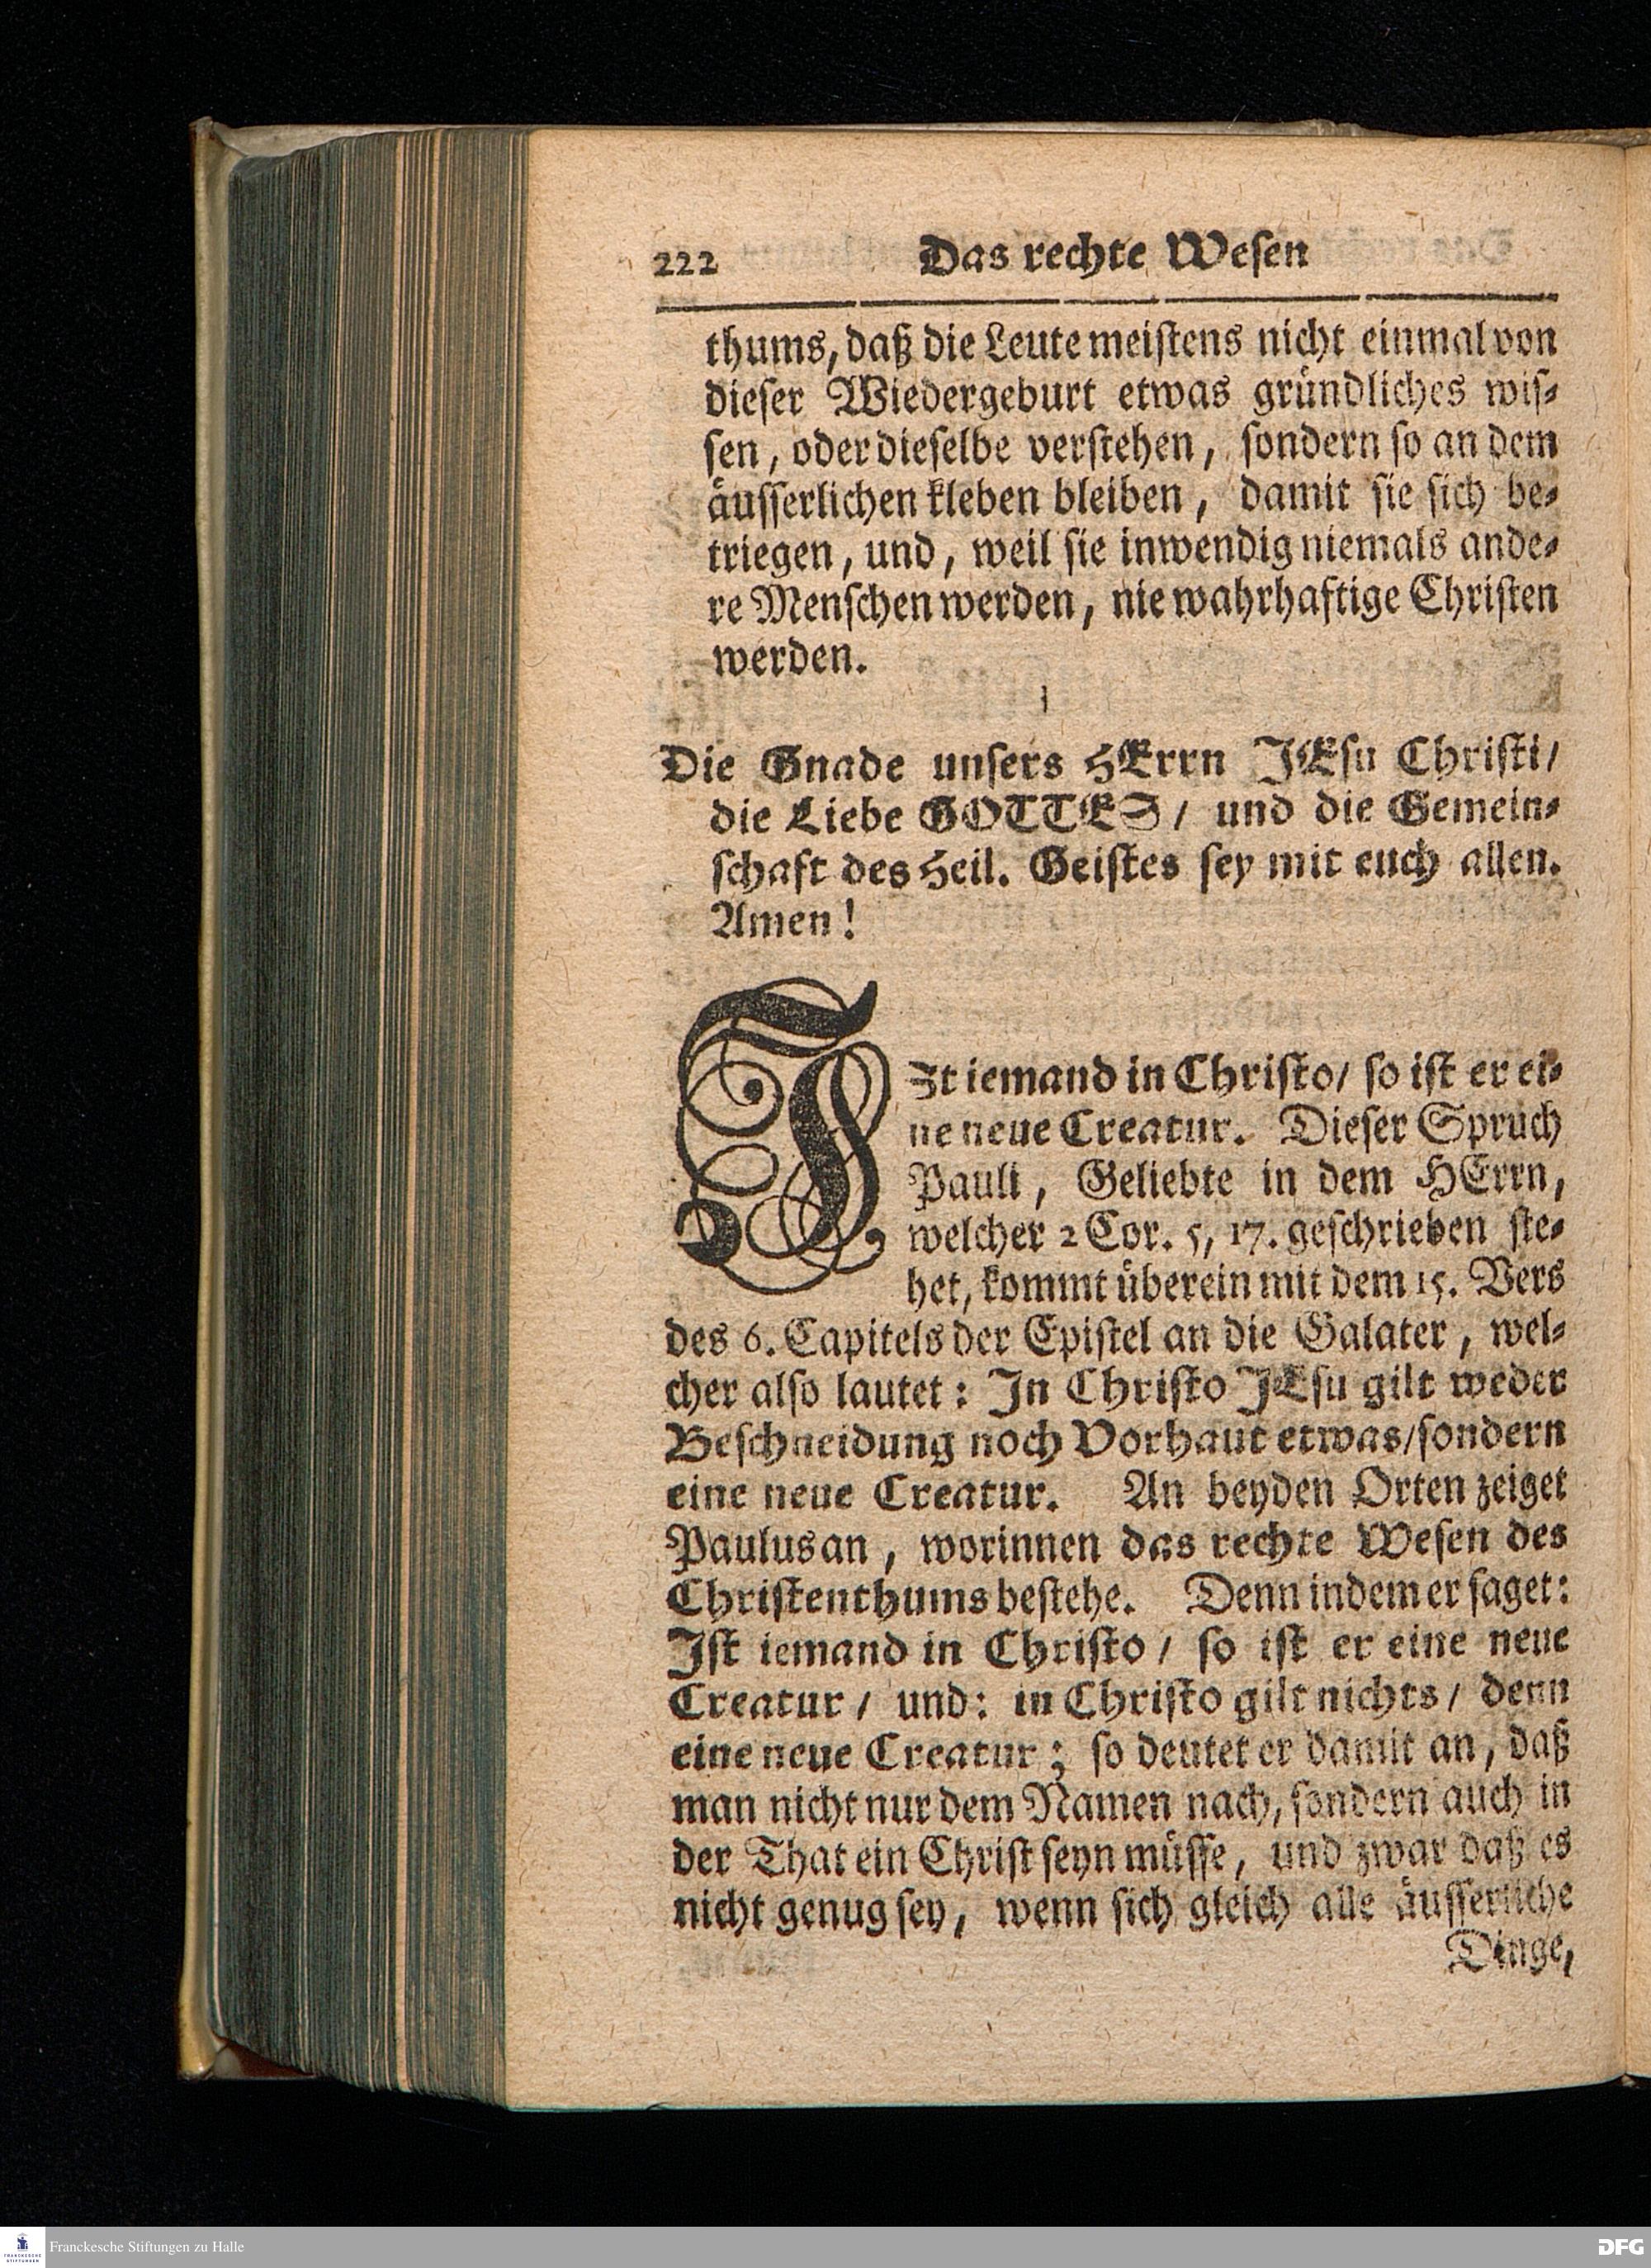 222 Das rechte Wesen
thums, daß die Leute meistens nicht einmal von
dieser Wiedergeburt etwas gründliches wis⸗
sen, oder dieselbe verstehen, sondern so an dem
äusserlichen kleben bleiben, damit sie sich be⸗
triegen, und, weil sie inwendig niemals ande⸗
re Menschen werden, nie wahrhaftige Christen
werden.
Die Gnade unsers HErrn JEsu Christi/
die Liebe GOTTES/ und die Gemein⸗
schaft des Heil. Geistes sey mit euch allen.
Amen!
Ist iemand in Christo/ so ist er ei⸗
ne neue Creatur. Dieser Spruch
Pauli, Geliebte in dem HErrn,
welcher 2 Cor. 5, 17. geschrieben ste⸗
het, kommt überein mit dem 15. Vers
des 6. Capitels der Epistel an die Galater, wel⸗
cher also lautet: In Christo JEsu gilt weder
Beschneidung noch Vorhaut etwas/ sondern
eine neue Creatur. An beyden Orten zeiget
Paulus an, worinnen das rechte Wesen des
Christenthums bestehe. Denn indem er saget:
Ist iemand in Christo/ so ist er eine neue
Creatur/ und: in Christo gilt nichts/ denn
eine neue Creatur; so deutet er damit an, daß
man nicht nur dem Namen nach, sondern auch in
der That ein Christ seyn müsse, und zwar daß es
nicht genug sey, wenn sich gleich alle äusserliche
Dinge,
FRANCKESCHE STIFTUNGEN
Franckesche Stiftungen zu Halle
DFG